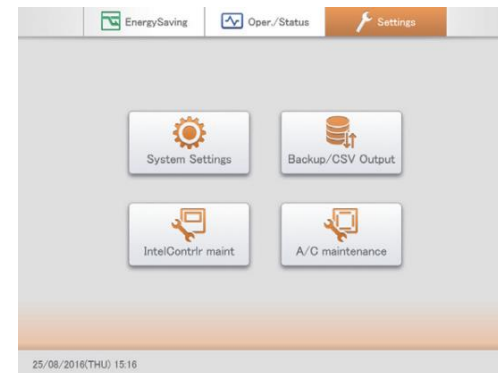 EnergySaving
Oper./Status
Settings
System Settings
Backup/CSV Output
IntelContrlr maint
A/C maintenance
25/08/2016(THU) 15:16